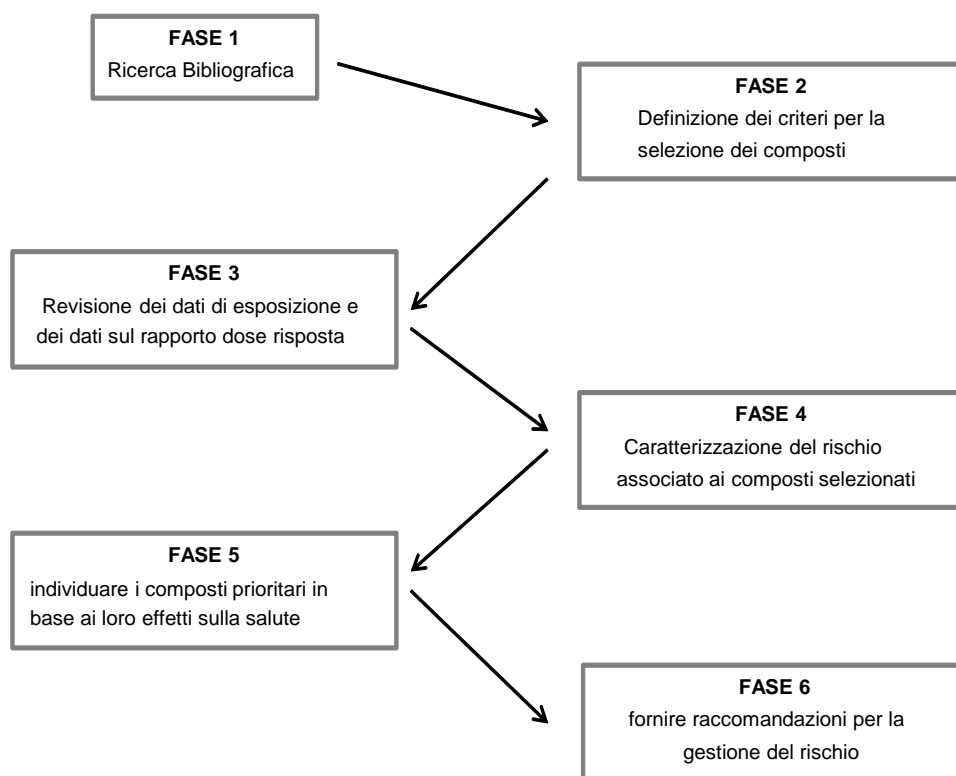 FASE 1
Ricerca Bibliografica
FASE 2
Definizione dei criteri per la
selezione dei composti
FASE 3
Revisione dei dati di esposizione e
dei dati sul rapporto dose risposta
FASE 4
Caratterizzazione del rischio
associato ai composti selezionati
FASE 5
individuare i composti prioritari in
base ai loro effetti sulla salute
FASE 6
fornire raccomandazioni per la
gestione del rischio